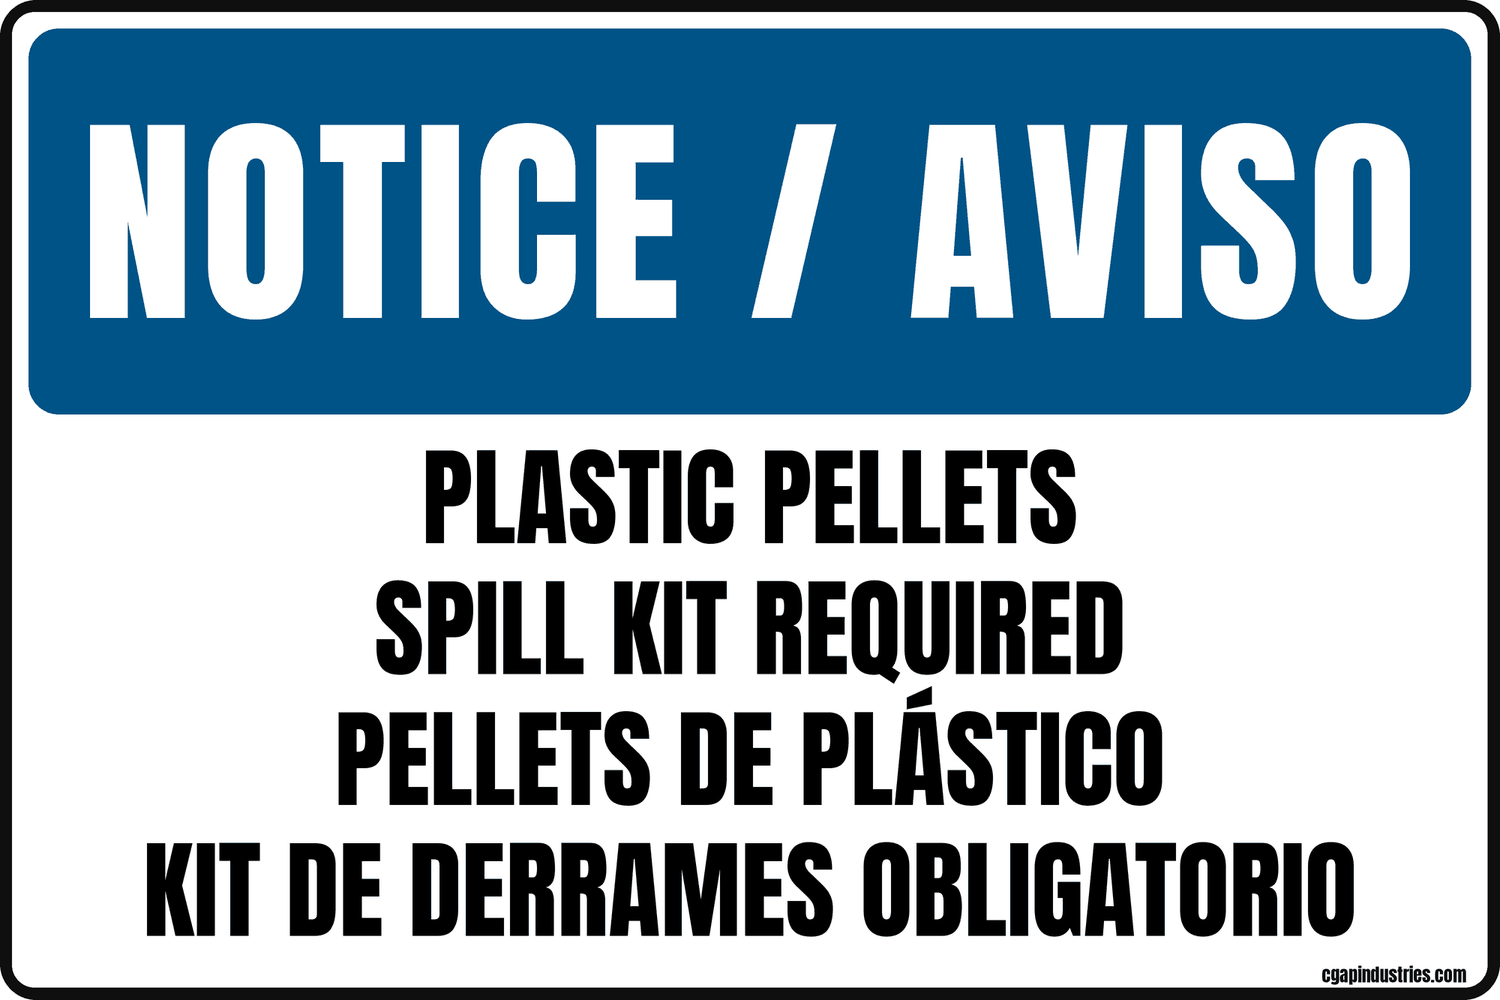 NOTICE / AVISO
PLASTIC PELLETS
SPILL KIT REQUIRED
PELLETS DE PLÁSTICO
KIT DE DERRAMES OBLIGATORIO
cgapindustries.com